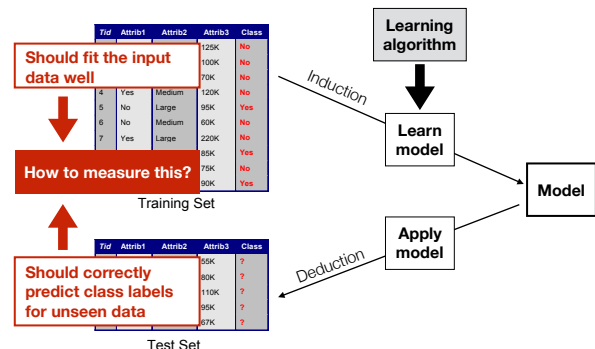 Tid Attrib1 Attrib2 Attrib3 Class
125K No
100K No
70K No
4 Yes Medium 120K No
5 No Large 95K Yes
6 No Medium 60K No
7 Yes Large 220K No
85K Yes
75K No
90K Yes
Should fit the input
data well
How to measure this?
Training Set
Learning
algorithm
Induction
Learn
model
Model
Apply
model
Deduction
Tid Attrib1 Attrib2 Attrib3 Class
55K ?
80K ?
110K ?
95K ?
67K ?
Should correctly
predict class labels
for unseen data
Test Set